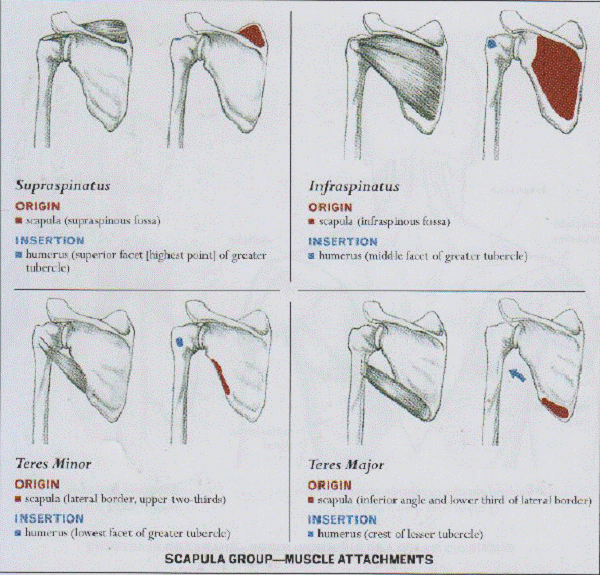 Supraspinatus
ORIGIN
scapula (supraspinous fossa)
INSERTION
humerus (superior facet [highest point] of greater
tubercle)
Infraspinatus
ORIGIN
scapula (infraspinous fossa)
INSERTION
humerus (middle facet of greater tubercle)
Teres Minor
ORIGIN
scapula (lateral border, upper two-thirds)
INSERTION
humerus (lowest facet of greater tubercle)
Teres Major
ORIGIN
scapula (inferior angle and lower third of lateral border)
INSERTION
humerus (crest of lesser tubercle)
SCAPULA GROUP—MUSCLE ATTACHMENTS